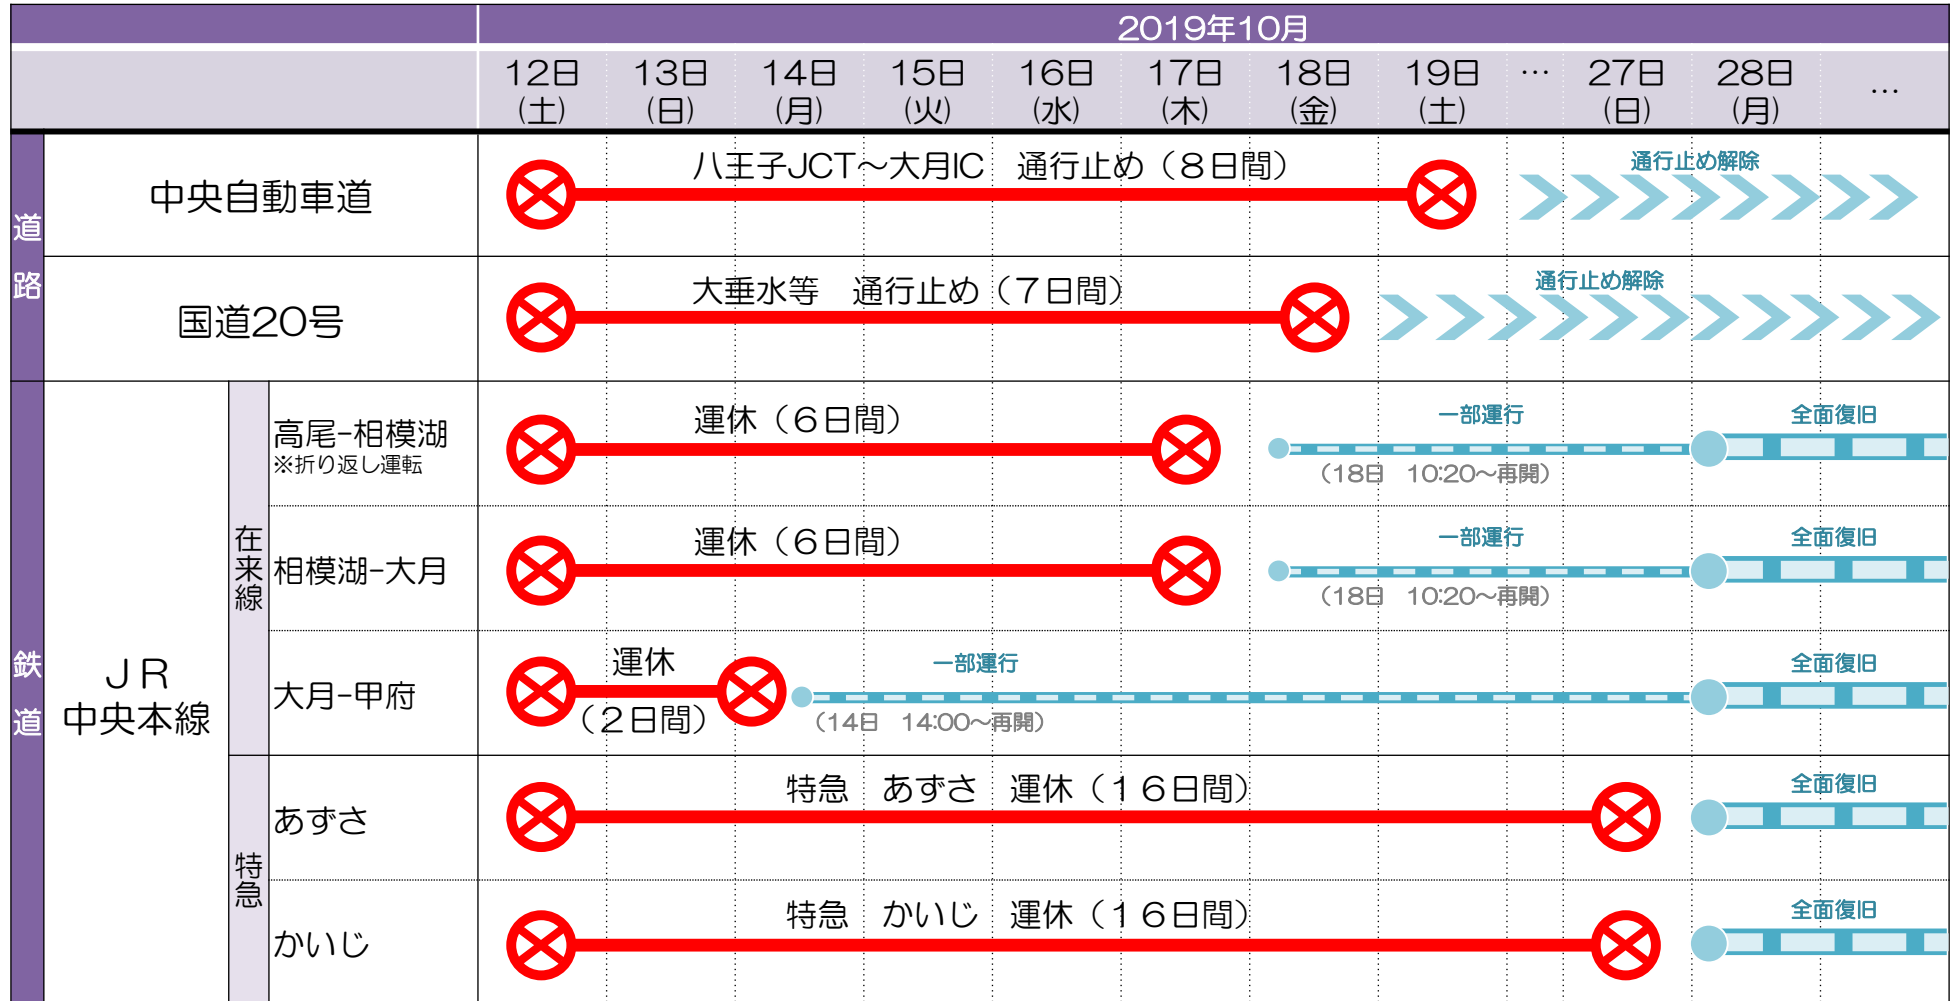 2019年10月
12日 13日 14日 15日 16日 17日 18日 19日 … 27日 28日 …
(土) (日) (月) (火) (水) (木) (金) (土) (日) (月)
道路
中央自動車道
八王子JCT～大月IC 通行止め（8日間）
通行止め解除
国道20号
大垂水等 通行止め（7日間）
通行止め解除
鉄道
JR
中央本線
在来線
高尾-相模湖
※折り返し運転
運休（6日間）
一部運行
（18日 10:20～再開）
全面復旧
相模湖-大月
運休（6日間）
一部運行
（18日 10:20～再開）
全面復旧
大月-甲府
運休
（2日間）
一部運行
（14日 14:00～再開）
全面復旧
特急
あずさ
特急 あずさ 運休（16日間）
全面復旧
かいじ
特急 かいじ 運休（16日間）
全面復旧